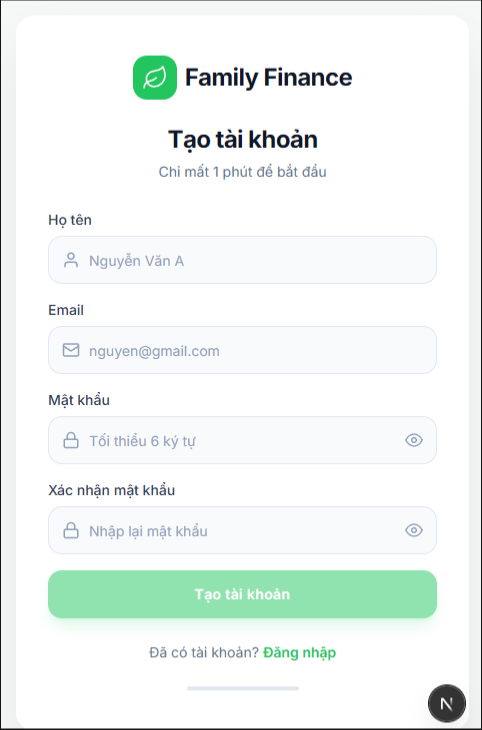 Family Finance
Tạo tài khoản
Chỉ mất 1 phút để bắt đầu
Họ tên
Nguyễn Văn A
Email
nguyen@gmail.com
Mật khẩu
Tối thiểu 6 ký tự
Xác nhận mật khẩu
Nhập lại mật khẩu
Tạo tài khoản
Đã có tài khoản? Đăng nhập
N